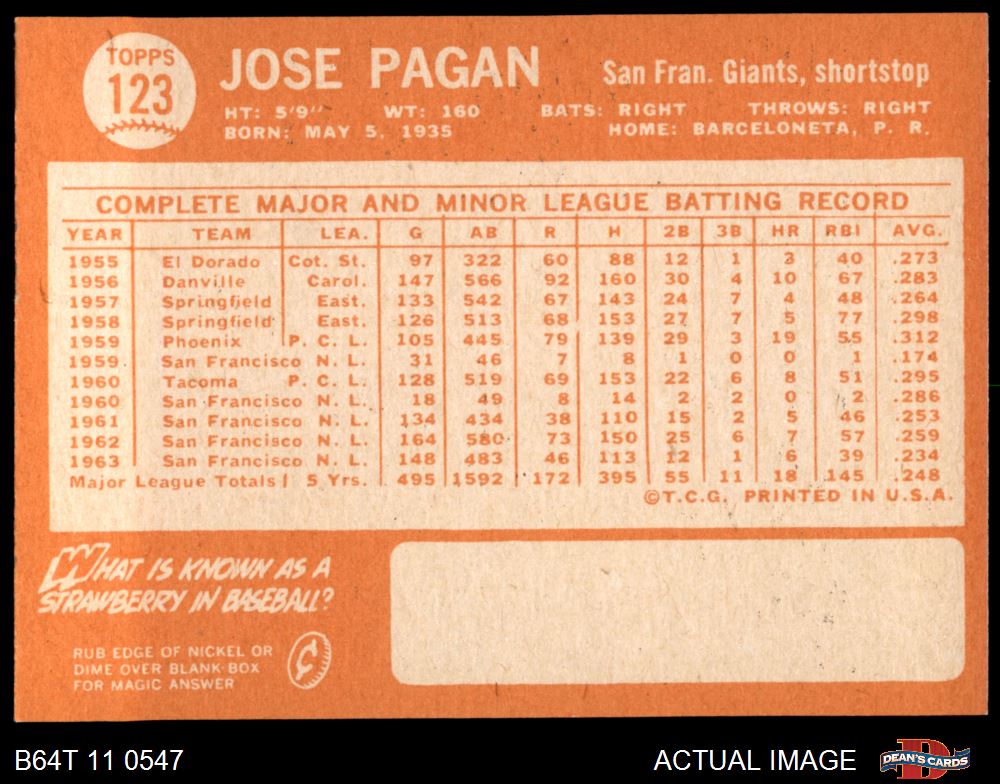 TOPPS
123
JOSE PAGAN
San Fran. Giants, shortstop
HT: 5'9" WT: 160 BATS: RIGHT THROWS: RIGHT
BORN: MAY 5, 1935 HOME: BARCELONETA, P. R.
COMPLETE MAJOR AND MINOR LEAGUE BATTING RECORD
YEAR TEAM LEA. G AB R H 2B 3B HR RBI AVG.
1955 El Dorado Cot. St. 97 322 60 88 12 1 3 40 .273
1956 Danville Carol. 147 566 92 160 30 4 10 67 .283
1957 Springfield East. 133 542 67 143 24 7 4 48 .264
1958 Springfield East. 126 513 68 153 27 7 5 77 .298
1959 Phoenix P. C. L. 105 445 79 139 29 3 19 55 .312
1959 San Francisco N. L. 31 46 7 8 1 0 0 1 .174
1960 Tacoma P. C. L. 128 519 69 153 22 6 8 51 .295
1960 San Francisco N. L. 18 49 8 14 2 2 0 2 .286
1961 San Francisco N. L. 134 434 38 110 15 2 5 46 .253
1962 San Francisco N. L. 164 580 73 150 25 6 7 57 .259
1963 San Francisco N. L. 148 483 46 113 12 1 6 39 .234
Major League Totals 5 Yrs. 495 1592 172 395 55 11 18 145 .248
©T.C.G. PRINTED IN U.S.A.
WHAT IS KNOWN AS A
STRAWBERRY IN BASEBALL?
RUB EDGE OF NICKEL OR
DIME OVER BLANK BOX
FOR MAGIC ANSWER
B64T 11 0547 ACTUAL IMAGE DEAN'S CARDS